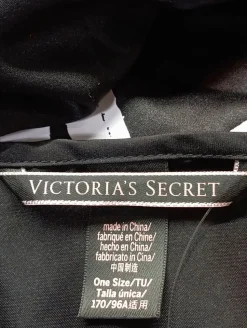 VICTORIA'S SECRET
made in China/
fabriqué en Chine/
hecho en China/
fabbricato in Cina/
中国制造
One Size/TU/
Talla única/
170/96A适用